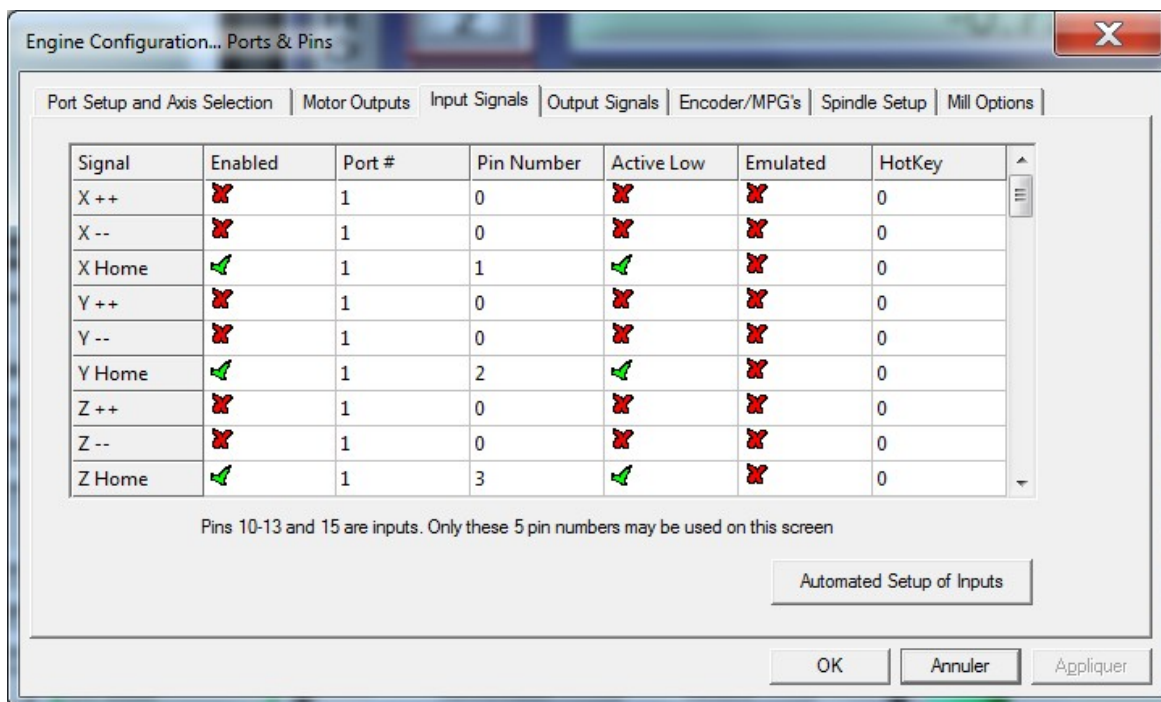 Engine Configuration... Ports & Pins
Port Setup and Axis Selection Motor Outputs Input Signals Output Signals Encoder/MPG's Spindle Setup Mill Options
Signal Enabled Port # Pin Number Active Low Emulated HotKey
X ++ 1 0 0
X -- 1 0 0
X Home 1 1 0
Y ++ 1 0 0
Y -- 1 0 0
Y Home 1 2 0
Z ++ 1 0 0
Z -- 1 0 0
Z Home 1 3 0
Pins 10-13 and 15 are inputs. Only these 5 pin numbers may be used on this screen
Automated Setup of Inputs
OK Annuler Appliquer